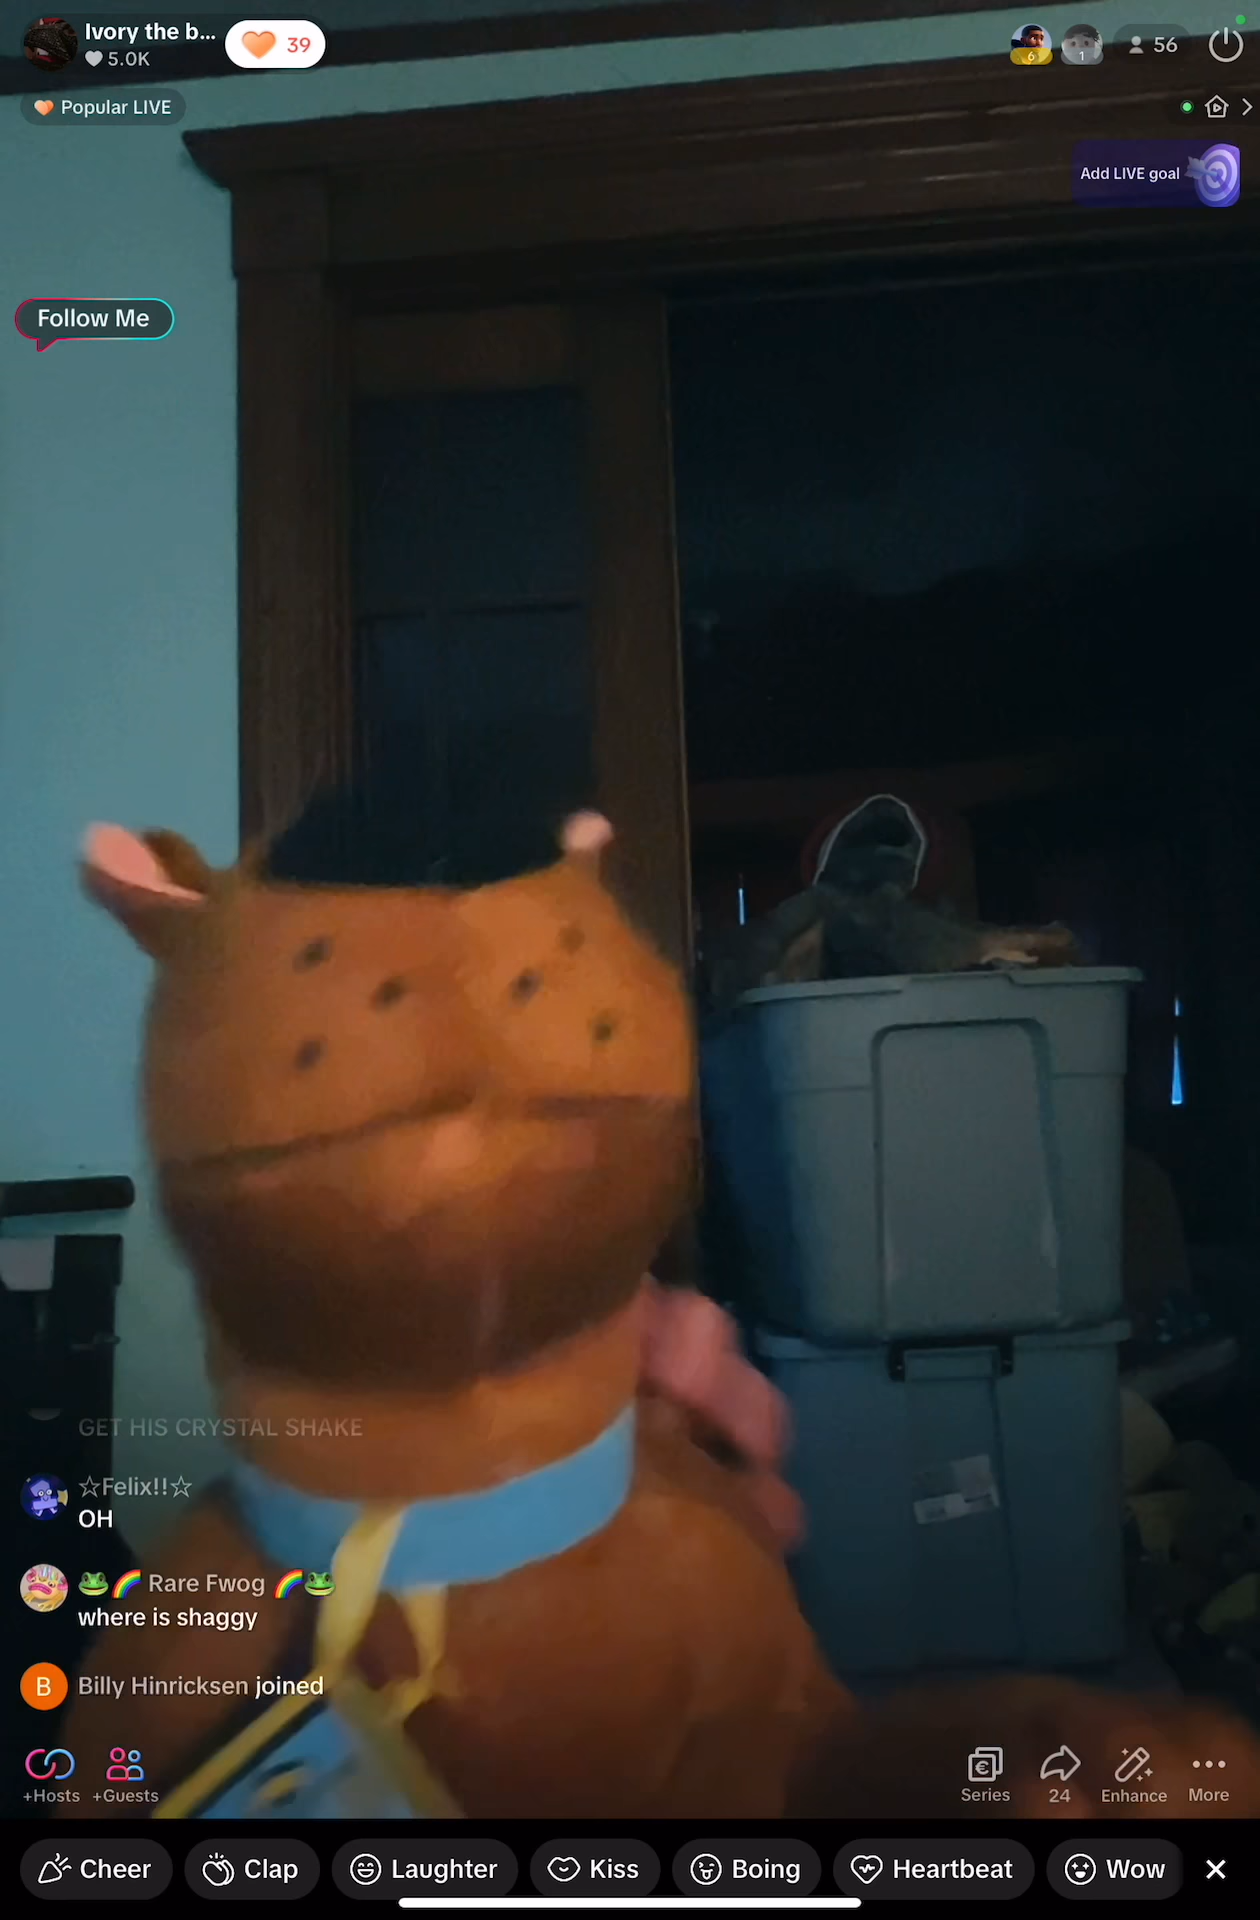 Ivory the b...
5.0K
39
6
1
56
Popular LIVE
Add LIVE goal
Follow Me
GET HIS CRYSTAL SHAKE
☆Felix!!☆
OH
🐸🌈 Rare Fwog 🌈🐸
where is shaggy
B
Billy Hinricksen joined
+Hosts
+Guests
Series
24
Enhance
More
Cheer
Clap
Laughter
Kiss
Boing
Heartbeat
Wow